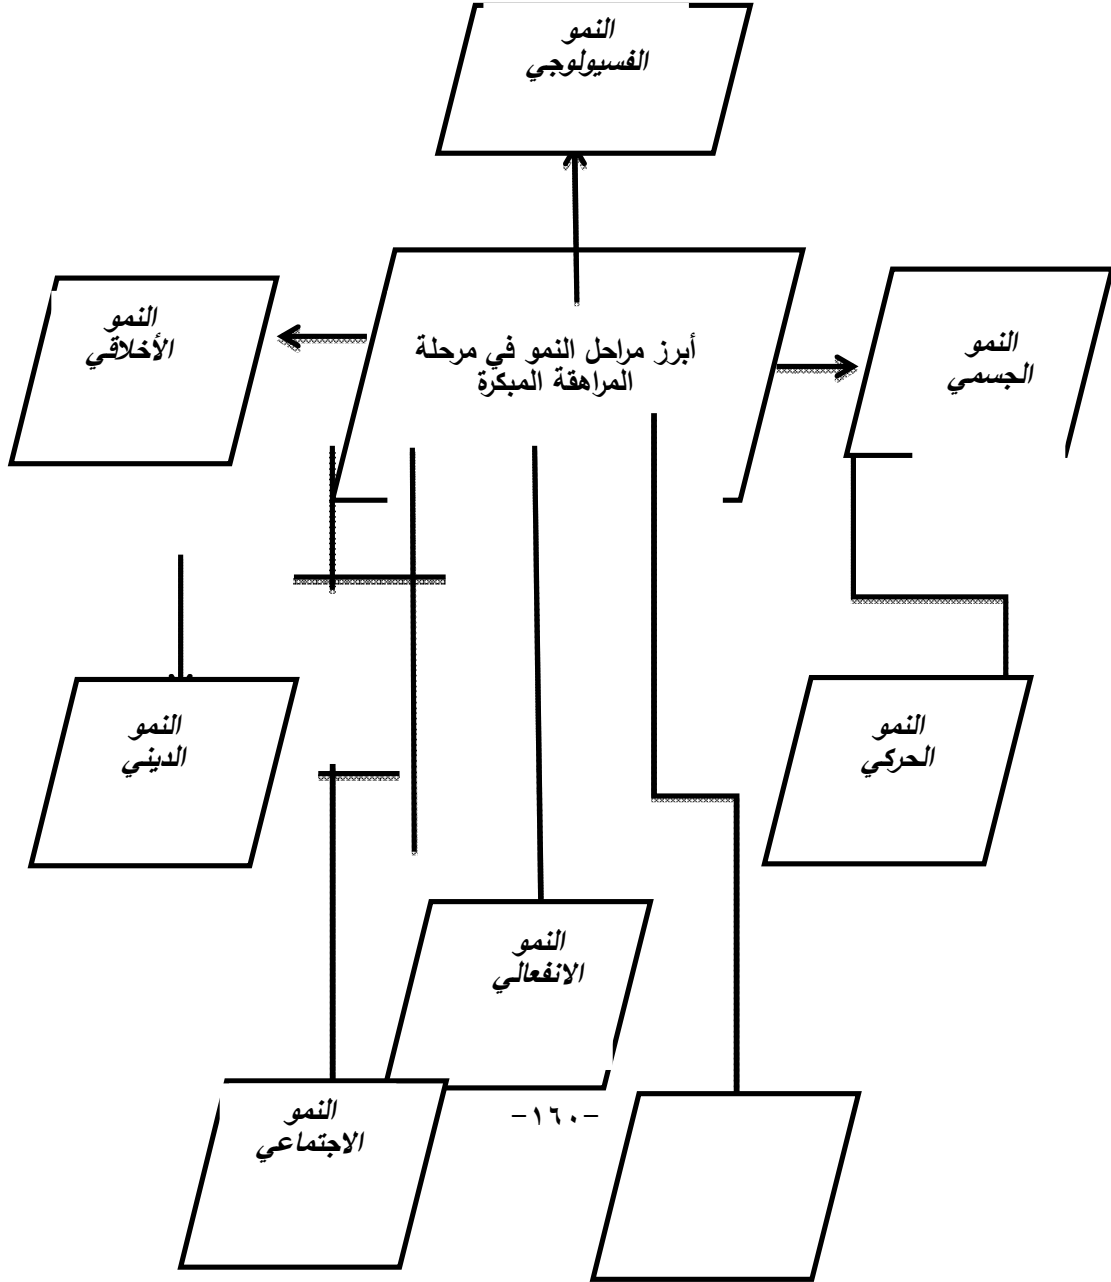 النمو
الفسيولوجي
أبرز مراحل النمو في مرحلة
المراهقة المبكرة
النمو
الجسمي
النمو
الأخلاقي
النمو
الحركي
النمو
الديني
النمو
الانفعالي
النمو
الاجتماعي
-١٦٠-